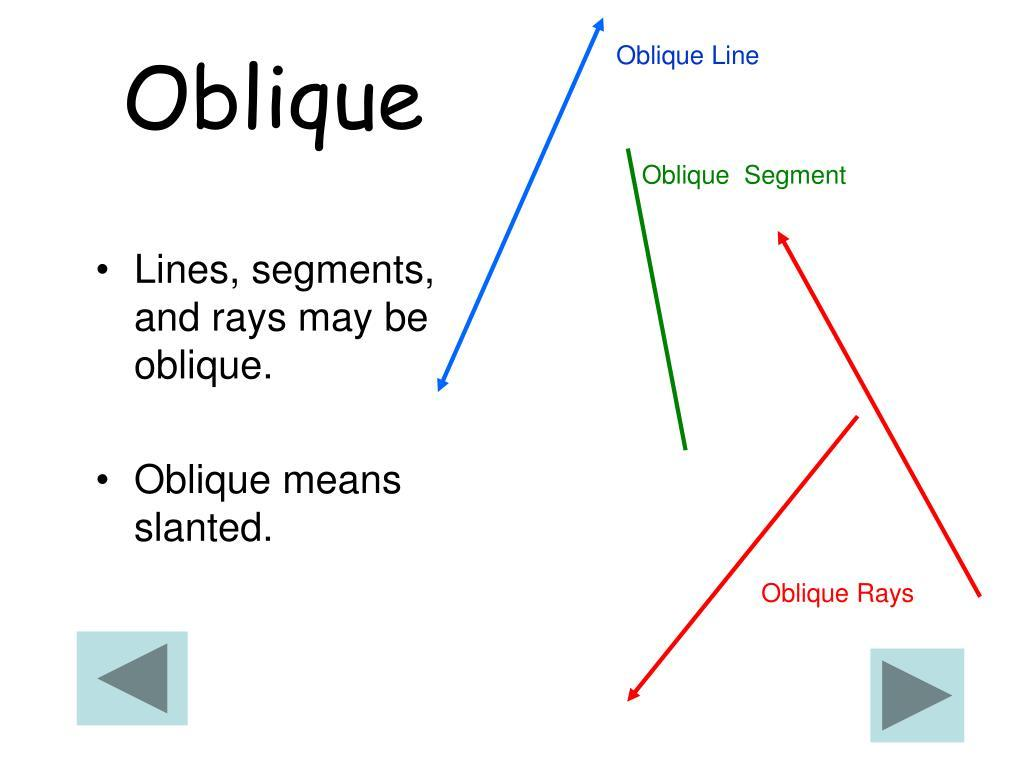 Oblique
• Lines, segments,
and rays may be
oblique.
• Oblique means
slanted.
Oblique Line
Oblique  Segment
Oblique Rays